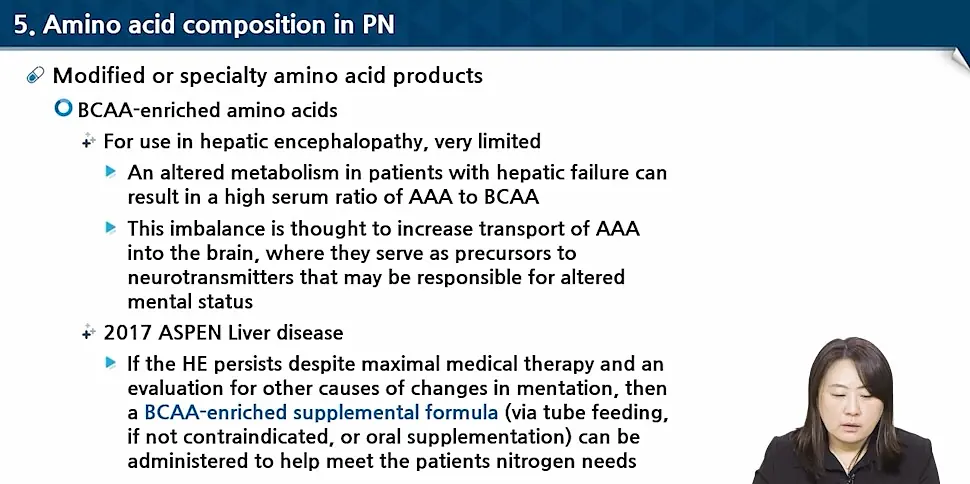 5. Amino acid composition in PN
Modified or specialty amino acid products
BCAA-enriched amino acids
For use in hepatic encephalopathy, very limited
An altered metabolism in patients with hepatic failure can
result in a high serum ratio of AAA to BCAA
This imbalance is thought to increase transport of AAA
into the brain, where they serve as precursors to
neurotransmitters that may be responsible for altered
mental status
2017 ASPEN Liver disease
If the HE persists despite maximal medical therapy and an
evaluation for other causes of changes in mentation, then
a BCAA-enriched supplemental formula (via tube feeding,
if not contraindicated, or oral supplementation) can be
administered to help meet the patients nitrogen needs